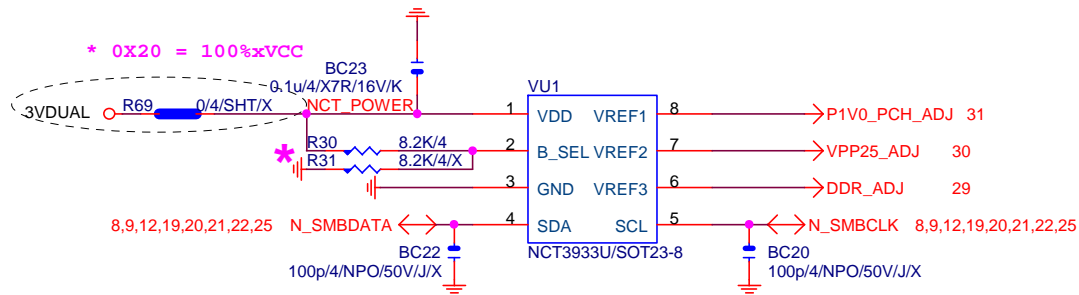 * 0X20 = 100%xVCC
BC23
0.1u/4/X7R/16V/K
VU1
3VDUAL
R69
0/4/SHT/X
NCT_POWER
1
VDD
VREF1
8
P1V0_PCH_ADJ 31
*
R30
8.2K/4
2
B_SEL
VREF2
7
VPP25_ADJ 30
R31
8.2K/4/X
3
GND
VREF3
6
DDR_ADJ 29
8,9,12,19,20,21,22,25
N_SMBDATA
4
SDA
SCL
5
N_SMBCLK
8,9,12,19,20,21,22,25
BC22
100p/4/NPO/50V/J/X
NCT3933U/SOT23-8
BC20
100p/4/NPO/50V/J/X